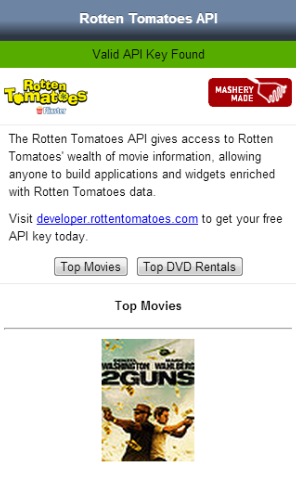 Rotten Tomatoes API
Valid API Key Found
Rotten
Tomatoes
flixster
MASHERY
MADE
The Rotten Tomatoes API gives access to Rotten
Tomatoes' wealth of movie information, allowing
anyone to build applications and widgets enriched
with Rotten Tomatoes data.
Visit developer.rottentomatoes.com to get your free
API key today.
Top Movies
Top DVD Rentals
Top Movies
DENZEL MARK
WASHINGTON WAHLBERG
2GUNS